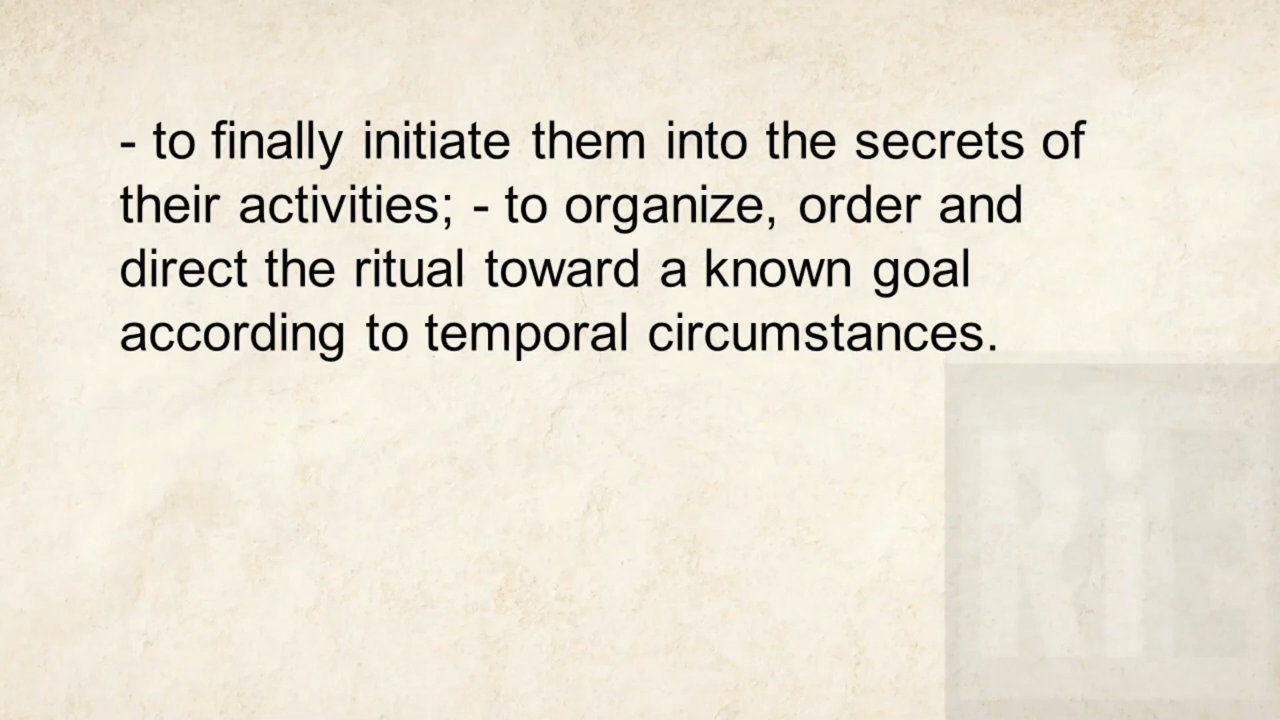 - to finally initiate them into the secrets of
their activities; - to organize, order and
direct the ritual toward a known goal
according to temporal circumstances.
RiE